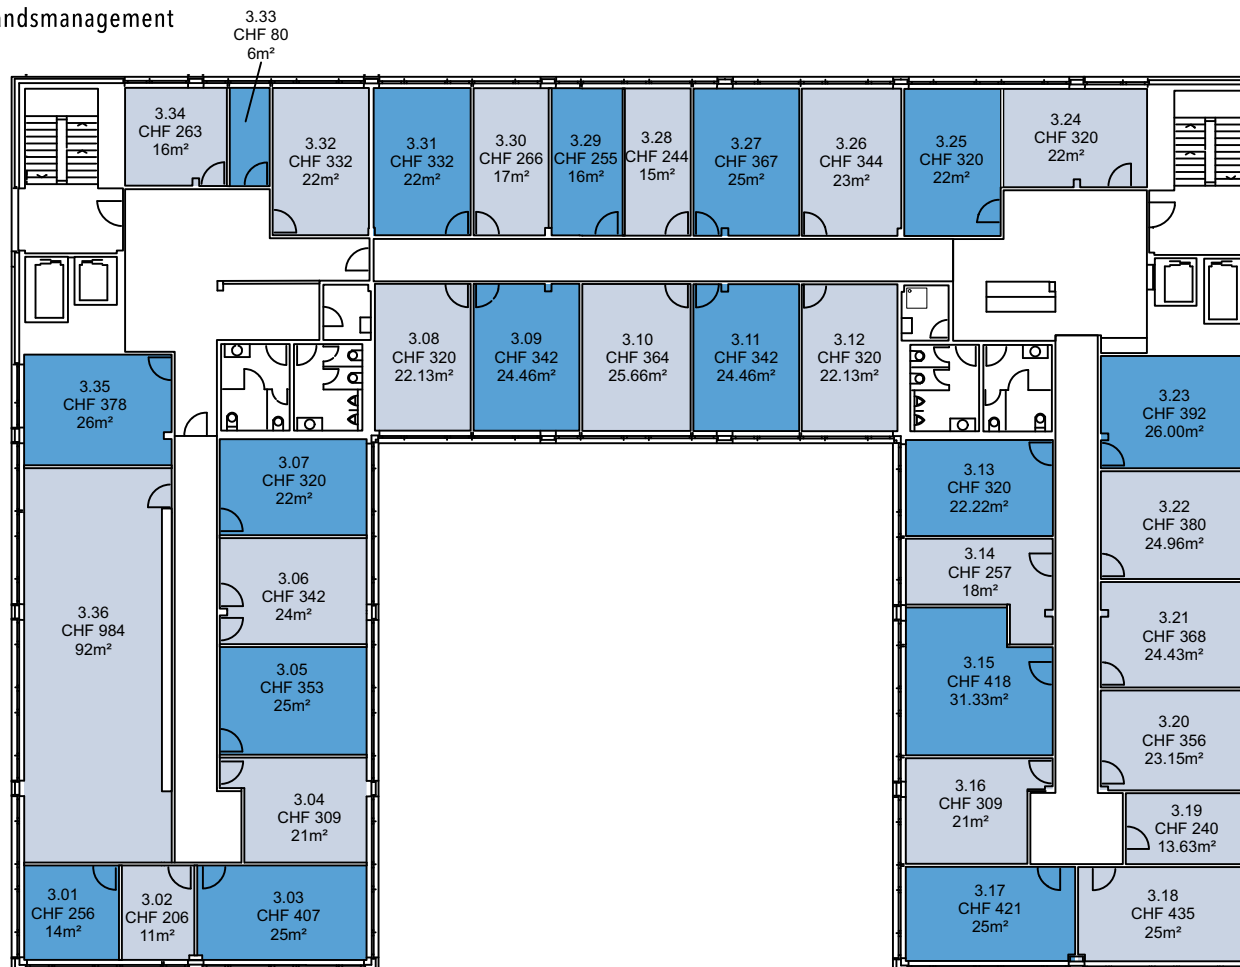 andsmanagement
3.33
CHF 80
6m²
3.34
CHF 263
16m²
3.32
CHF 332
22m²
3.31
CHF 332
22m²
3.30
CHF 266
17m²
3.29
CHF 255
16m²
3.28
CHF 244
15m²
3.27
CHF 367
25m²
3.26
CHF 344
23m²
3.25
CHF 320
22m²
3.24
CHF 320
22m²
3.08
CHF 320
22.13m²
3.09
CHF 342
24.46m²
3.10
CHF 364
25.66m²
3.11
CHF 342
24.46m²
3.12
CHF 320
22.13m²
3.35
CHF 378
26m²
3.23
CHF 392
26.00m²
3.07
CHF 320
22m²
3.13
CHF 320
22.22m²
3.22
CHF 380
24.96m²
3.06
CHF 342
24m²
3.14
CHF 257
18m²
3.36
CHF 984
92m²
3.21
CHF 368
24.43m²
3.05
CHF 353
25m²
3.15
CHF 418
31.33m²
3.20
CHF 356
23.15m²
3.04
CHF 309
21m²
3.16
CHF 309
21m²
3.19
CHF 240
13.63m²
3.01
CHF 256
14m²
3.02
CHF 206
11m²
3.03
CHF 407
25m²
3.17
CHF 421
25m²
3.18
CHF 435
25m²